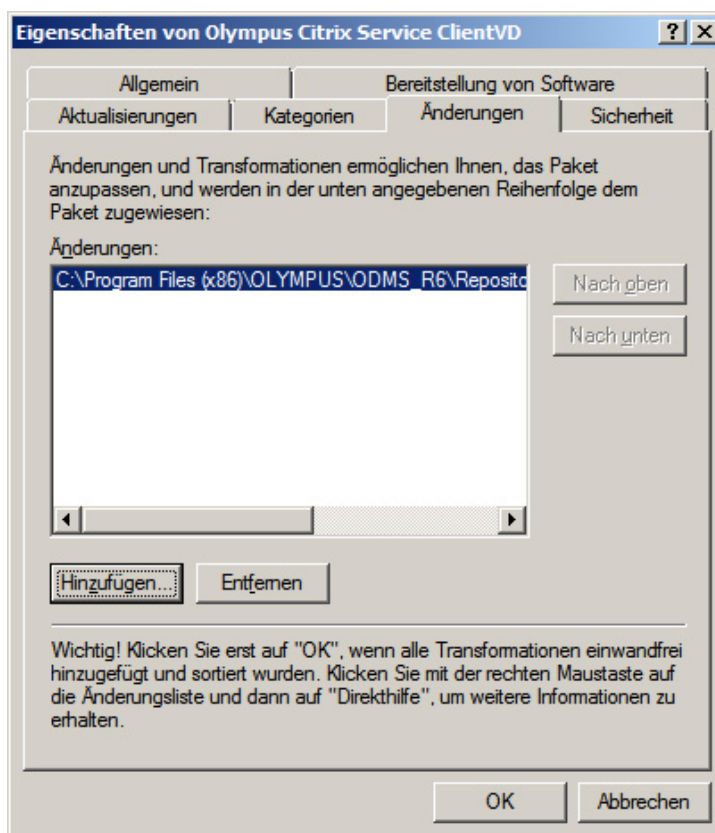 Eigenschaften von Olympus Citrix Service ClientVD
Allgemein
Bereitstellung von Software
Aktualisierungen
Kategorien
Änderungen
Sicherheit
Änderungen und Transformationen ermöglichen Ihnen, das Paket
anzupassen, und werden in der unten angegebenen Reihenfolge dem
Paket zugewiesen:
Änderungen:
C:\Program Files (x86)\OLYMPUS\ODMS_R6\Reposito
Nach oben
Nach unten
Hinzufügen...
Entfernen
Wichtig! Klicken Sie erst auf "OK", wenn alle Transformationen einwandfrei
hinzugefügt und sortiert wurden. Klicken Sie mit der rechten Maustaste auf
die Änderungsliste und dann auf "Direkthilfe", um weitere Informationen zu
erhalten.
OK
Abbrechen